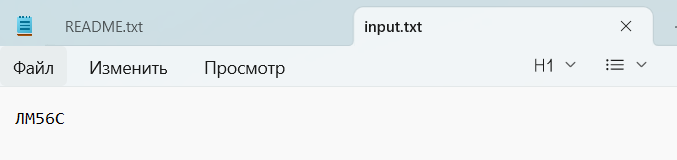 README.txt
input.txt
Файл
Изменить
Просмотр
H1
ЛМ56С